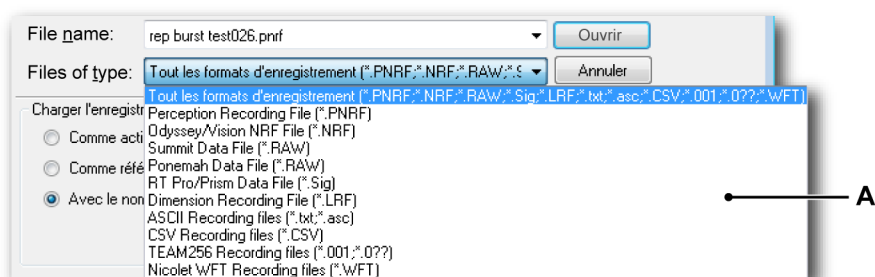 File name: rep burst test026.pnrf Ouvrir
Files of type: Tout les formats d'enregistrement (*.PNRF;*.NRF;*.RAW;*.S Annuler
Tout les formats d'enregistrement (*.PNRF;*.NRF;*.RAW;*.Sig;*.LRF;*.txt;*.asc;*.CSV;*.001;*.0??;*.WFT)
Charger l'enregistr
Perception Recording File (*.PNRF)
Odyssey/Vision NRF File (*.NRF)
Comme acti
Summit Data File (*.RAW)
Comme réfé
Ponemah Data File (*.RAW)
RT Pro/Prism Data File (*.Sig)
Avec le nom
Dimension Recording File (*.LRF)
A
ASCII Recording files (*.txt;*.asc)
CSV Recording files (*.CSV)
TEAM256 Recording files (*.001;*.0??)
Nicolet WFT Recording files (*.WFT)